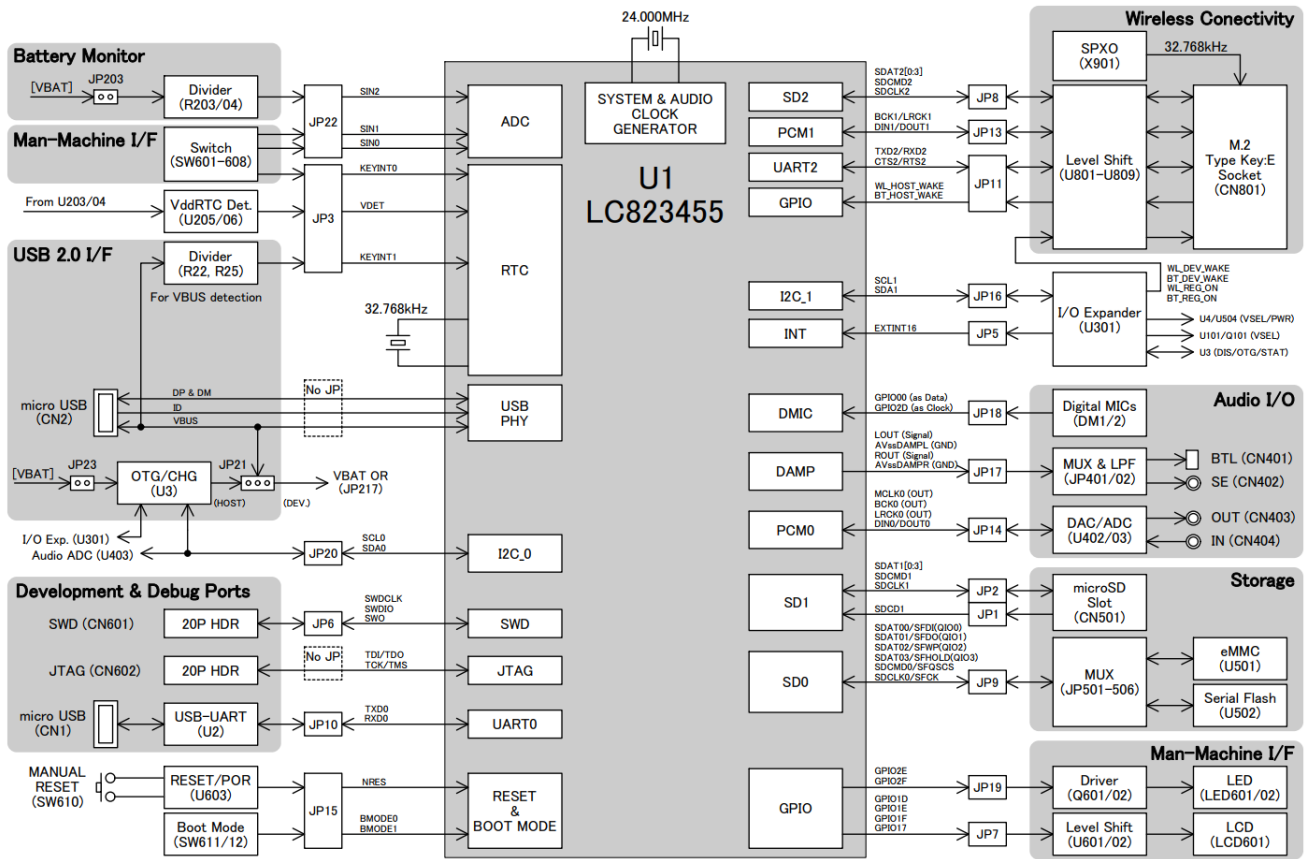 24.000MHz
Battery Monitor
[VBAT]
JP203
Divider
(R203/04)
Man-Machine I/F
Switch
(SW601-608)
JP22
SIN2
SIN1
SIN0
ADC
From U203/04
VddRTC Det.
(U205/06)
JP3
KEYINT0
VDET
KEYINT1
RTC
USB 2.0 I/F
Divider
(R22, R25)
For VBUS detection
32.768kHz
micro USB
(CN2)
DP & DM
ID
VBUS
No JP
USB
PHY
[VBAT]
JP23
OTG/CHG
(U3)
JP21
(HOST)
(DEV.)
VBAT OR
(JP217)
I/O Exp. (U301)
Audio ADC (U403)
JP20
SCL0
SDA0
I2C_0
Development & Debug Ports
SWD (CN601)
20P HDR
JP6
SWDCLK
SWDIO
SWO
SWD
JTAG (CN602)
20P HDR
No JP
TDI/TDO
TCK/TMS
JTAG
micro USB
(CN1)
USB-UART
(U2)
JP10
TXD0
RXD0
UART0
MANUAL
RESET
(SW610)
RESET/POR
(U603)
Boot Mode
(SW611/12)
JP15
NRES
BMODE0
BMODE1
RESET
&
BOOT MODE
SYSTEM & AUDIO
CLOCK
GENERATOR
U1
LC823455
Wireless Conectivity
SPXO
(X901)
32.768kHz
SD2
SDAT2[0:3]
SDCMD2
SDCLK2
JP8
PCM1
BCK1/LRCK1
DIN1/DOUT1
JP13
UART2
TXD2/RXD2
CTS2/RTS2
GPIO
WL_HOST_WAKE
BT_HOST_WAKE
JP11
Level Shift
(U801-U809)
M.2
Type Key:E
Socket
(CN801)
I2C_1
SCL1
SDA1
JP16
INT
EXTINT16
JP5
I/O Expander
(U301)
WL_DEV_WAKE
BT_DEV_WAKE
WL_REG_ON
BT_REG_ON
U4/U504 (VSEL/PWR)
U101/Q101 (VSEL)
U3 (DIS/OTG/STAT)
Audio I/O
DMIC
GPIO00 (as Data)
GPIO2D (as Clock)
JP18
Digital MICs
(DM1/2)
DAMP
LOUT (Signal)
AVssDAMPL (GND)
ROUT (Signal)
AVssDAMPR (GND)
JP17
MUX & LPF
(JP401/02)
BTL (CN401)
SE (CN402)
PCM0
MCLK0 (OUT)
BCK0 (OUT)
LRCK0 (OUT)
DIN0/DOUT0
JP14
DAC/ADC
(U402/03)
OUT (CN403)
IN (CN404)
Storage
SD1
SDAT1[0:3]
SDCMD1
SDCLK1
SDCD1
JP2
JP1
microSD
Slot
(CN501)
SD0
SDAT00/SFDI(QIO0)
SDAT01/SFDO(QIO1)
SDAT02/SFWP(QIO2)
SDAT03/SFHOLD(QIO3)
SDCMD0/SFQSCS
SDCLK0/SFCK
JP9
MUX
(JP501-506)
eMMC
(U501)
Serial Flash
(U502)
Man-Machine I/F
GPIO
GPIO2E
GPIO2F
GPIO1D
GPIO1E
GPIO1F
GPIO17
JP19
JP7
Driver
(Q601/02)
LED
(LED601/02)
Level Shift
(U601/02)
LCD
(LCD601)